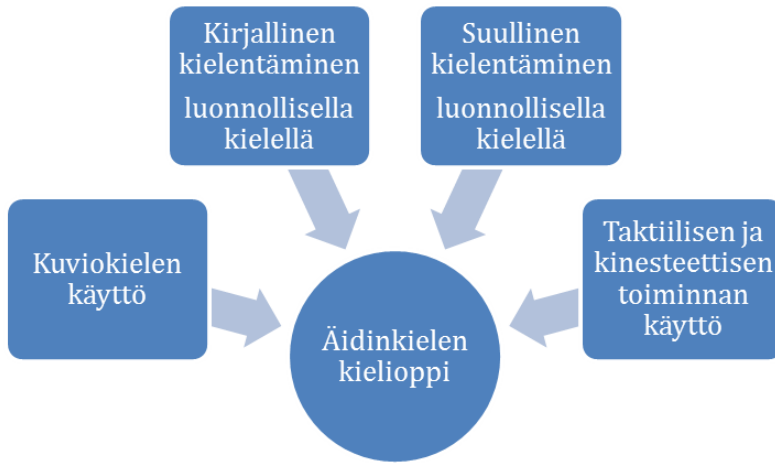 Kirjallinen
kielentäminen
luonnollisella
kielellä
Suullinen
kielentäminen
luonnollisella
kielellä
Kuviokielen
käyttö
Taktiilisen ja
kinesteettisen
toiminnan
käyttö
Äidinkielen
kielioppi